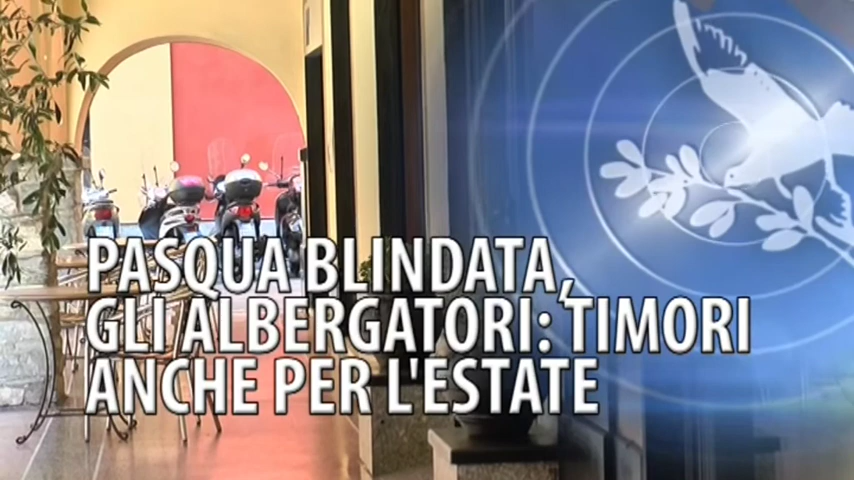 PASQUA BLINDATA,
GLI ALBERGATORI: TIMORI
ANCHE PER L'ESTATE